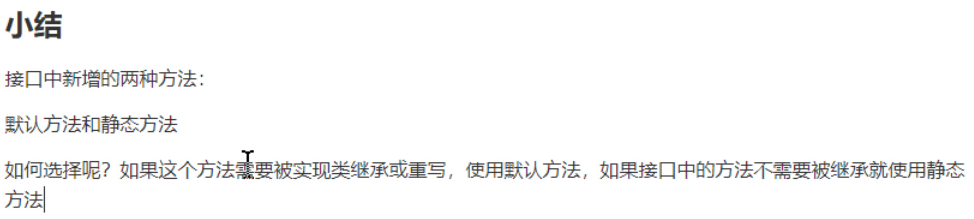 小结
接口中新增的两种方法：
默认方法和静态方法
如何选择呢？如果这个方法需要被实现类继承或重写，使用默认方法，如果接口中的方法不需要被继承就使用静态
方法